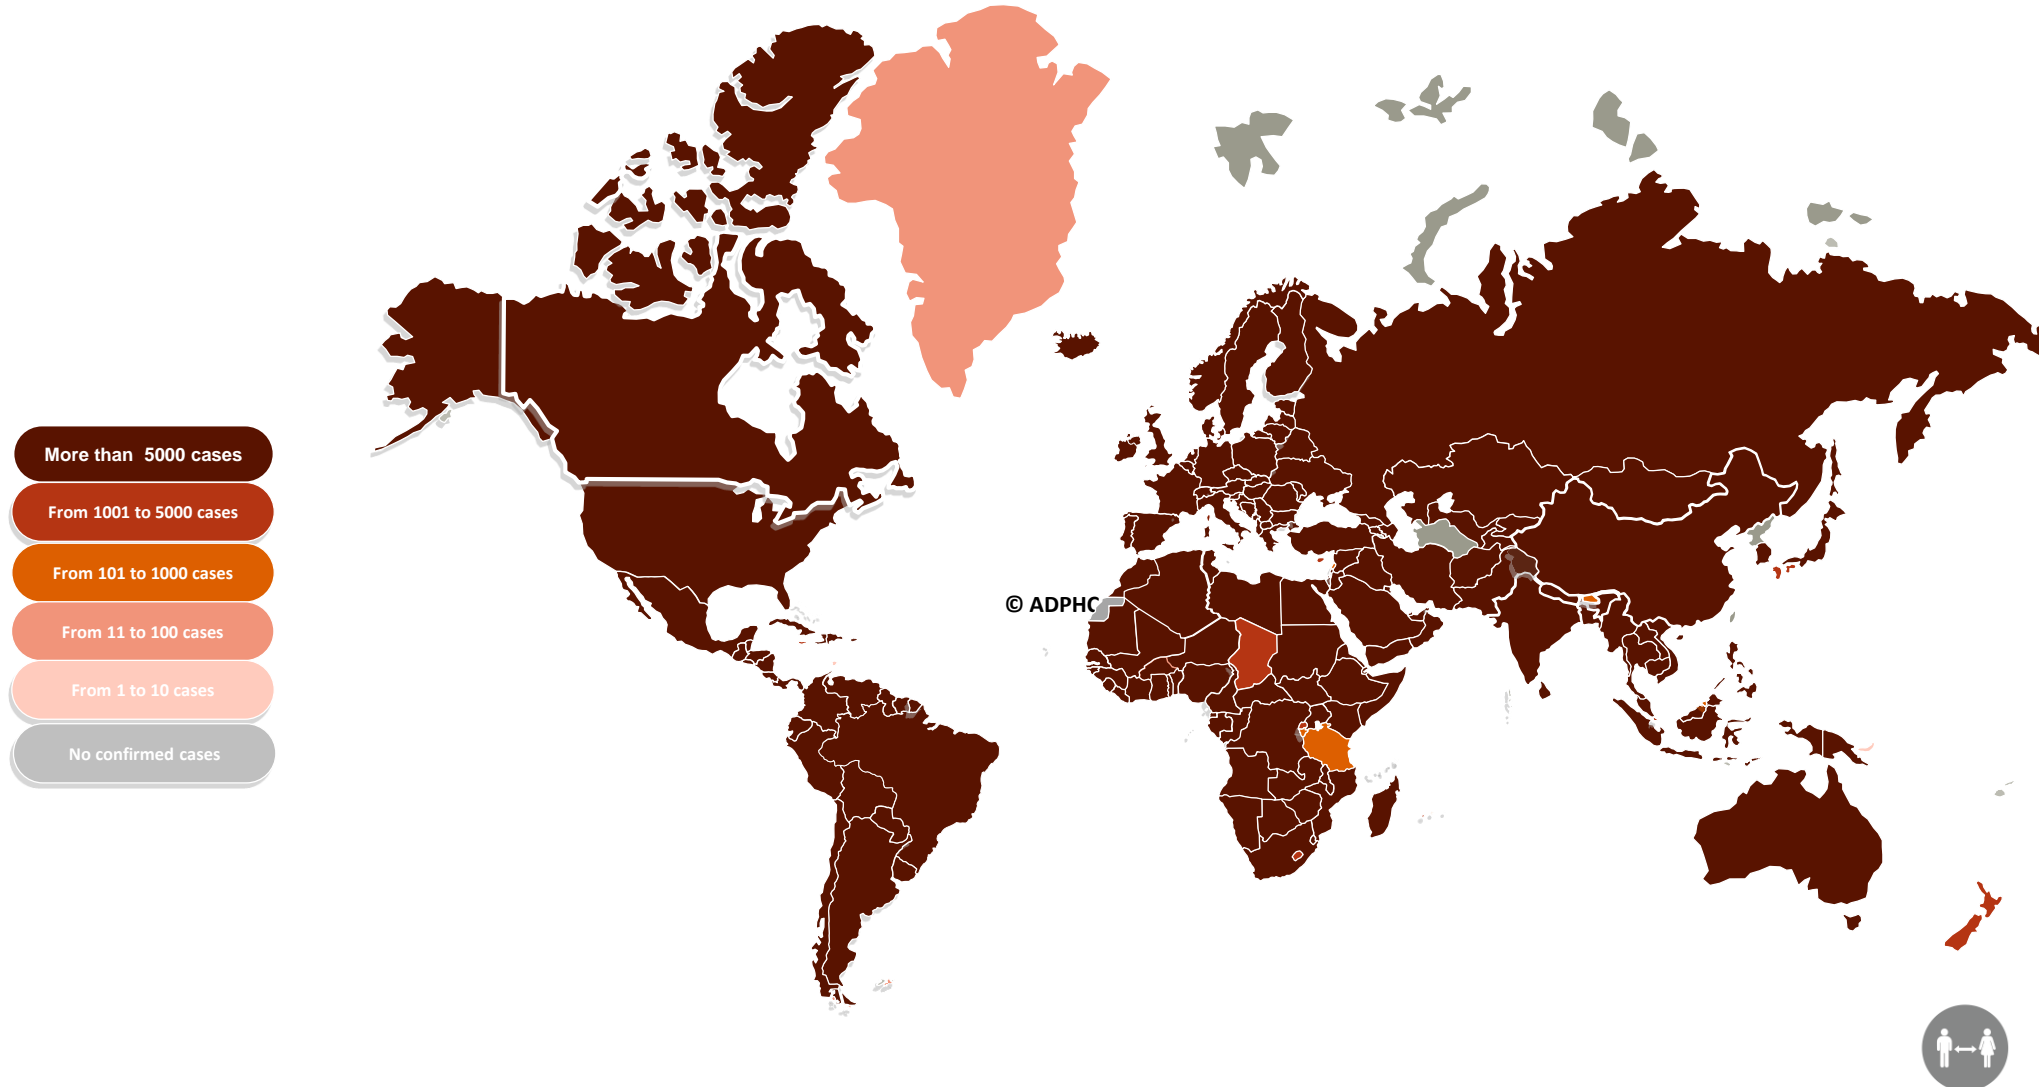 More than  5000 cases
From 1001 to 5000 cases
From 101 to 1000 cases
From 11 to 100 cases
From 1 to 10 cases
No confirmed cases
© ADPHC